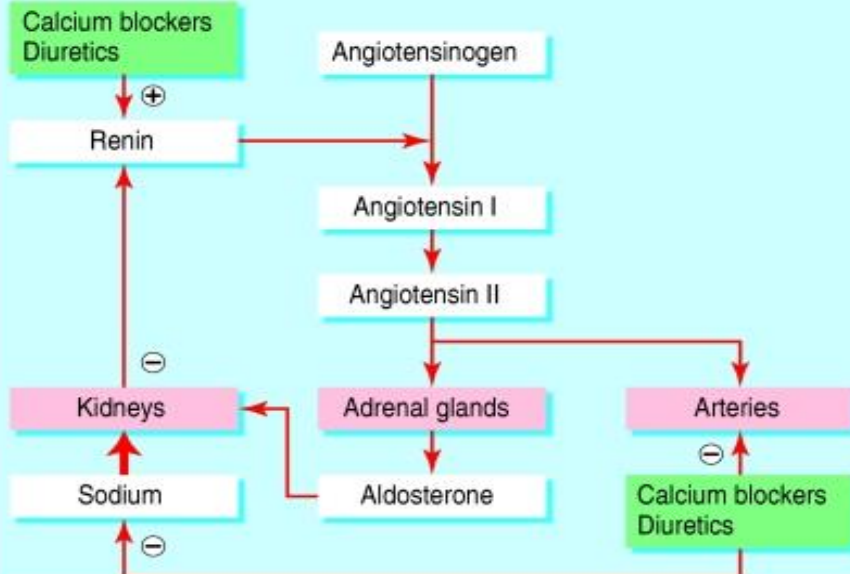 Calcium blockers
Diuretics
Angiotensinogen
+
Renin
Angiotensin I
Angiotensin II
−
Kidneys
Adrenal glands
Arteries
−
Sodium
Aldosterone
Calcium blockers
Diuretics
−